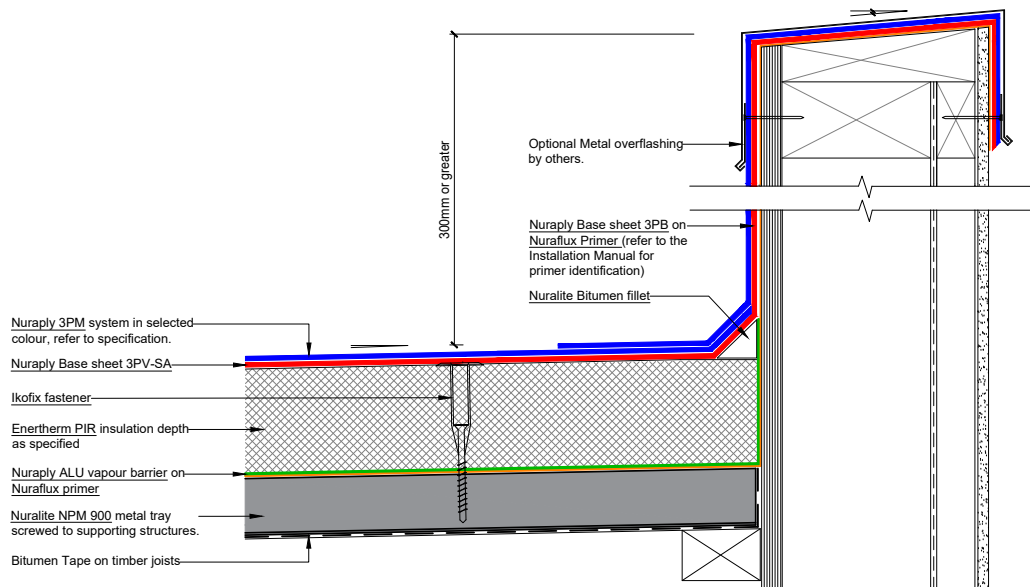 Optional Metal overflashing
by others.
300mm or greater
Nuraply Base sheet 3PB on
Nuraflux Primer (refer to the
Installation Manual for
primer identification)
Nuralite Bitumen fillet
Nuraply 3PM system in selected
colour, refer to specification.
Nuraply Base sheet 3PV-SA
Ikofix fastener
Enertherm PIR insulation depth
as specified
Nuraply ALU vapour barrier on
Nuraflux primer
Nuralite NPM 900 metal tray
screwed to supporting structures.
Bitumen Tape on timber joists